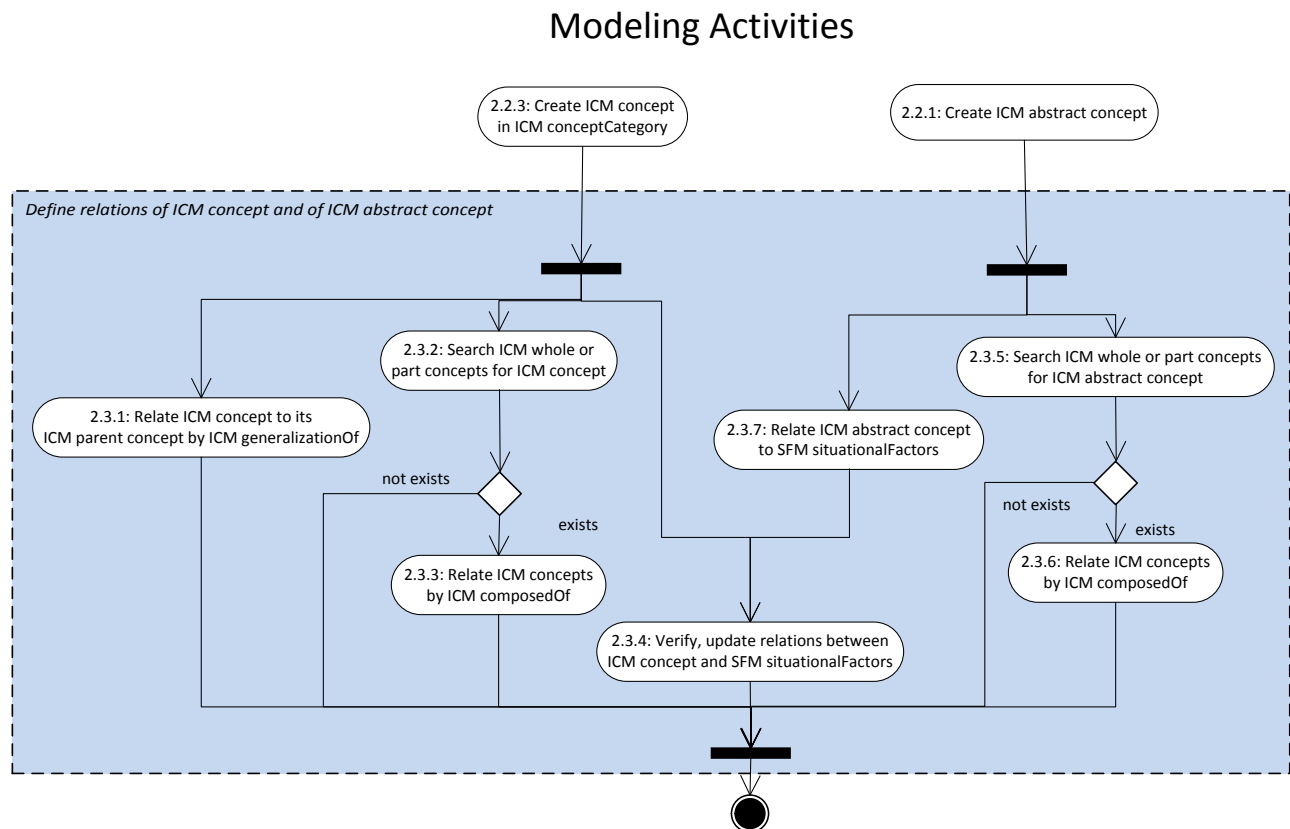 Modeling Activities
2.2.3: Create ICM concept
in ICM conceptCategory
2.2.1: Create ICM abstract concept
Define relations of ICM concept and of ICM abstract concept
2.3.2: Search ICM whole or
part concepts for ICM concept
2.3.5: Search ICM whole or part concepts
for ICM abstract concept
2.3.1: Relate ICM concept to its
ICM parent concept by ICM generalizationOf
2.3.7: Relate ICM abstract concept
to SFM situationalFactors
not exists
exists
not exists
exists
2.3.3: Relate ICM concepts
by ICM composedOf
2.3.6: Relate ICM concepts
by ICM composedOf
2.3.4: Verify, update relations between
ICM concept and SFM situationalFactors